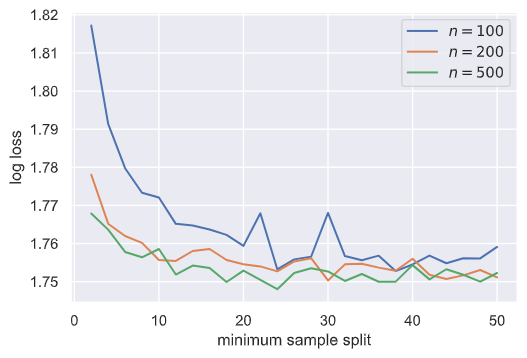 1.82
1.81
1.80
1.79
1.78
1.77
1.76
1.75
log loss
n = 100
n = 200
n = 500
0 10 20 30 40 50
minimum sample split